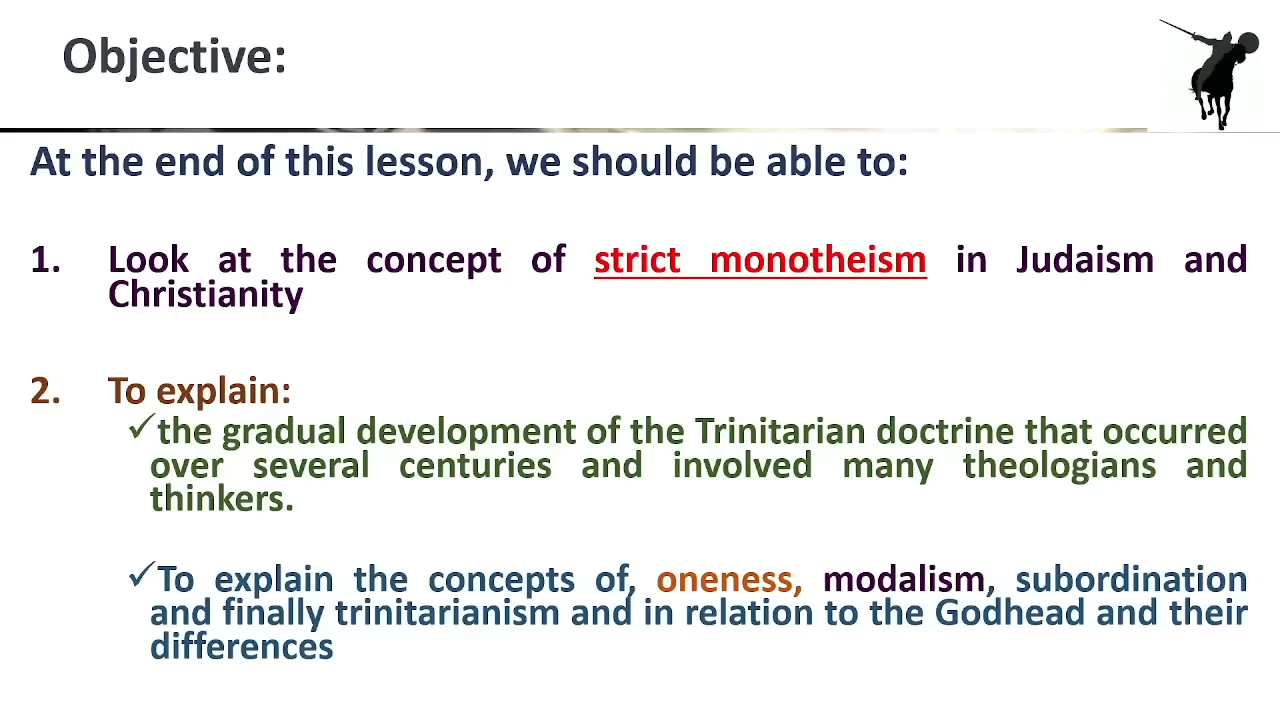 Objective:
At the end of this lesson, we should be able to:
1. Look at the concept of strict monotheism in Judaism and
Christianity
2. To explain:
✓the gradual development of the Trinitarian doctrine that occurred
over several centuries and involved many theologians and
thinkers.
✓To explain the concepts of, oneness, modalism, subordination
and finally trinitarianism and in relation to the Godhead and their
differences